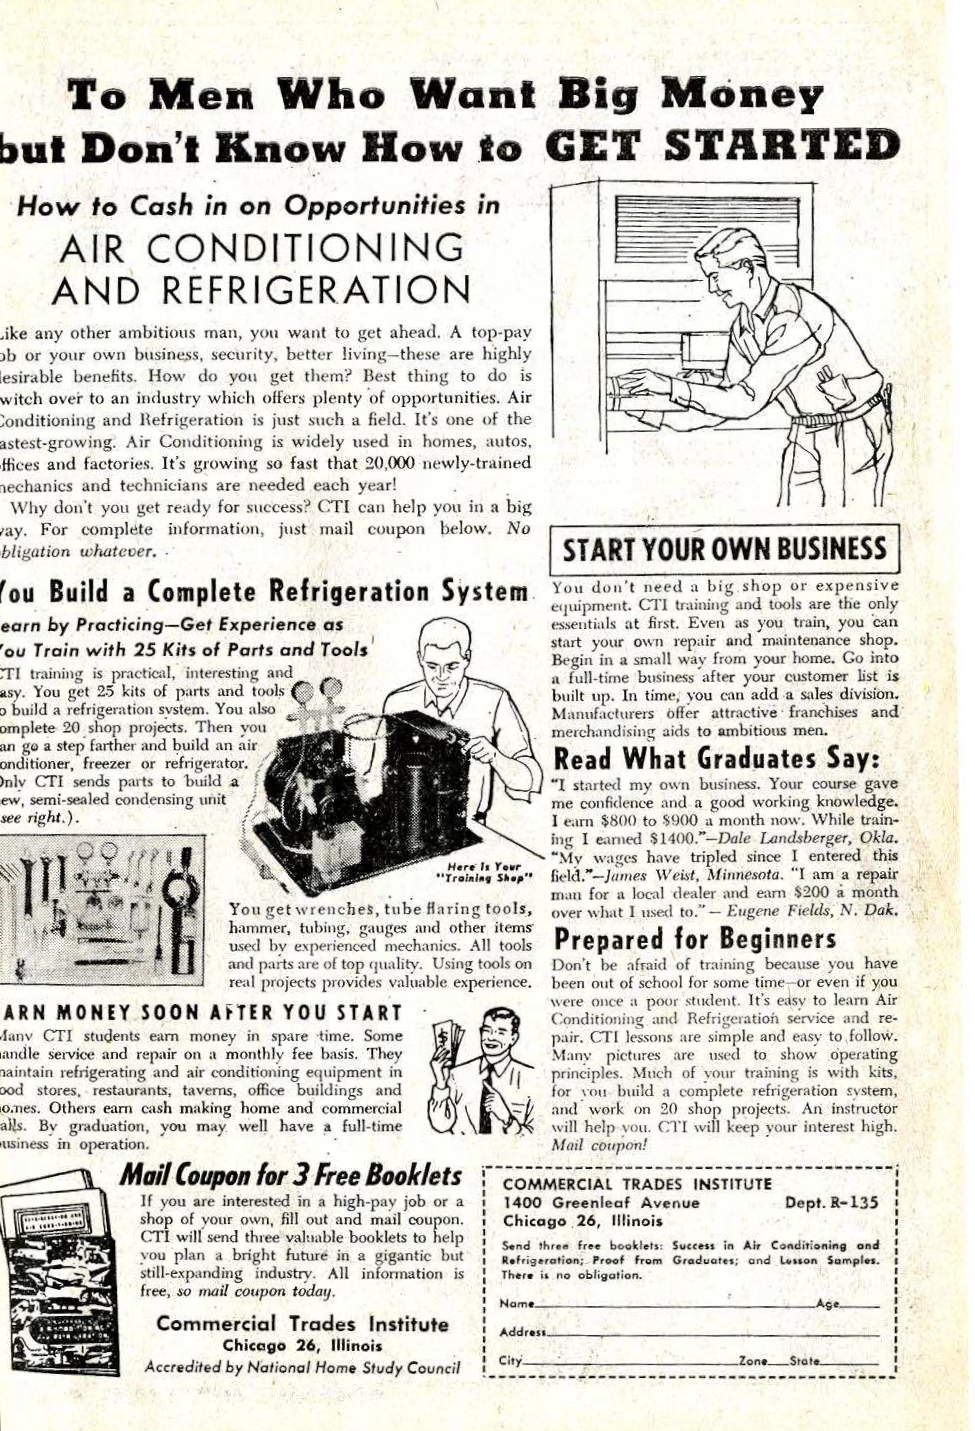 To Men Who Want Big Money
but Don't Know How to GET STARTED
How to Cash in on Opportunities in
AIR CONDITIONING
AND REFRIGERATION
Like any other ambitious man, you want to get ahead. A top-pay
ob or your own business, security, better living—these are highly
desirable benefits. How do you get them? Best thing to do is
witch over to an industry which offers plenty of opportunities. Air
Conditioning and Refrigeration is just such a field. It's one of the
astest-growing. Air Conditioning is widely used in homes, autos,
offices and factories. It's growing so fast that 20,000 newly-trained
mechanics and technicians are needed each year!
Why don't you get ready for success? CTI can help you in a big
way. For complete information, just mail coupon below. No
obligation whatever.
You Build a Complete Refrigeration System
earn by Practicing—Get Experience as
You Train with 25 Kits of Parts and Tools
CTI training is practical, interesting and
easy. You get 25 kits of parts and tools
o build a refrigeration system. You also
omplete 20 shop projects. Then you
an go a step farther and build an air
onditioner, freezer or refrigerator.
Only CTI sends parts to build a
new, semi-sealed condensing unit
see right.).
Here Is Your
"Training Shop"
You get wrenches, tube flaring tools,
hammer, tubing, gauges and other items
used by experienced mechanics. All tools
and parts are of top quality. Using tools on
real projects provides valuable experience.
ARN MONEY SOON AFTER YOU START
Many CTI students earn money in spare time. Some
handle service and repair on a monthly fee basis. They
maintain refrigerating and air conditioning equipment in
ood stores, restaurants, taverns, office buildings and
homes. Others earn cash making home and commercial
calls. By graduation, you may well have a full-time
business in operation.
Mail Coupon for 3 Free Booklets
If you are interested in a high-pay job or a
shop of your own, fill out and mail coupon.
CTI will send three valuable booklets to help
you plan a bright future in a gigantic but
still-expanding industry. All information is
free, so mail coupon today.
Commercial Trades Institute
Chicago 26, Illinois
Accredited by National Home Study Council
START YOUR OWN BUSINESS
You don't need a big shop or expensive
equipment. CTI training and tools are the only
essentials at first. Even as you train, you can
start your own repair and maintenance shop.
Begin in a small way from your home. Go into
a full-time business after your customer list is
built up. In time, you can add a sales division.
Manufacturers offer attractive franchises and
merchandising aids to ambitious men.
Read What Graduates Say:
"I started my own business. Your course gave
me confidence and a good working knowledge.
I earn $800 to $900 a month now. While train-
ing I earned $1400."—Dale Landsberger, Okla.
"My wages have tripled since I entered this
field."—James Weist, Minnesota. "I am a repair
man for a local dealer and earn $200 a month
over what I used to."—Eugene Fields, N. Dak.
Prepared for Beginners
Don't be afraid of training because you have
been out of school for some time—or even if you
were once a poor student. It's easy to learn Air
Conditioning and Refrigeration service and re-
pair. CTI lessons are simple and easy to follow.
Many pictures are used to show operating
principles. Much of your training is with kits,
for you build a complete refrigeration system,
and work on 20 shop projects. An instructor
will help you. CTI will keep your interest high.
Mail coupon!
COMMERCIAL TRADES INSTITUTE
1400 Greenleaf Avenue Dept. R-135
Chicago 26, Illinois
Send three free booklets: Success in Air Conditioning and
Refrigeration; Proof from Graduates; and Lesson Samples.
There is no obligation.
Name Age
Address
City Zone State